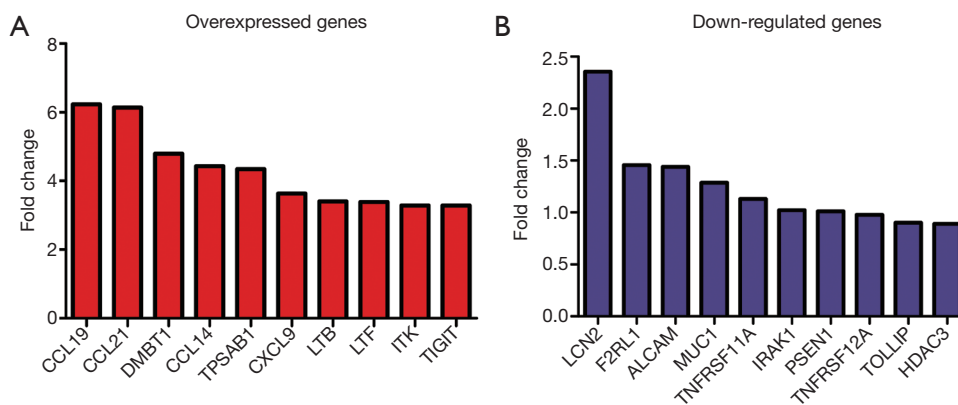 A
Overexpressed genes
Fold change
8
6
4
2
0
CCL19
CCL21
DMBT1
CCL14
TPSAB1
CXCL9
LTB
LTF
ITK
TIGIT
B
Down-regulated genes
Fold change
2.5
2.0
1.5
1.0
0.5
0.0
LCN2
F2RL1
ALCAM
MUC1
TNFRSF11A
IRAK1
PSEN1
TNFRSF12A
TOLLIP
HDAC3